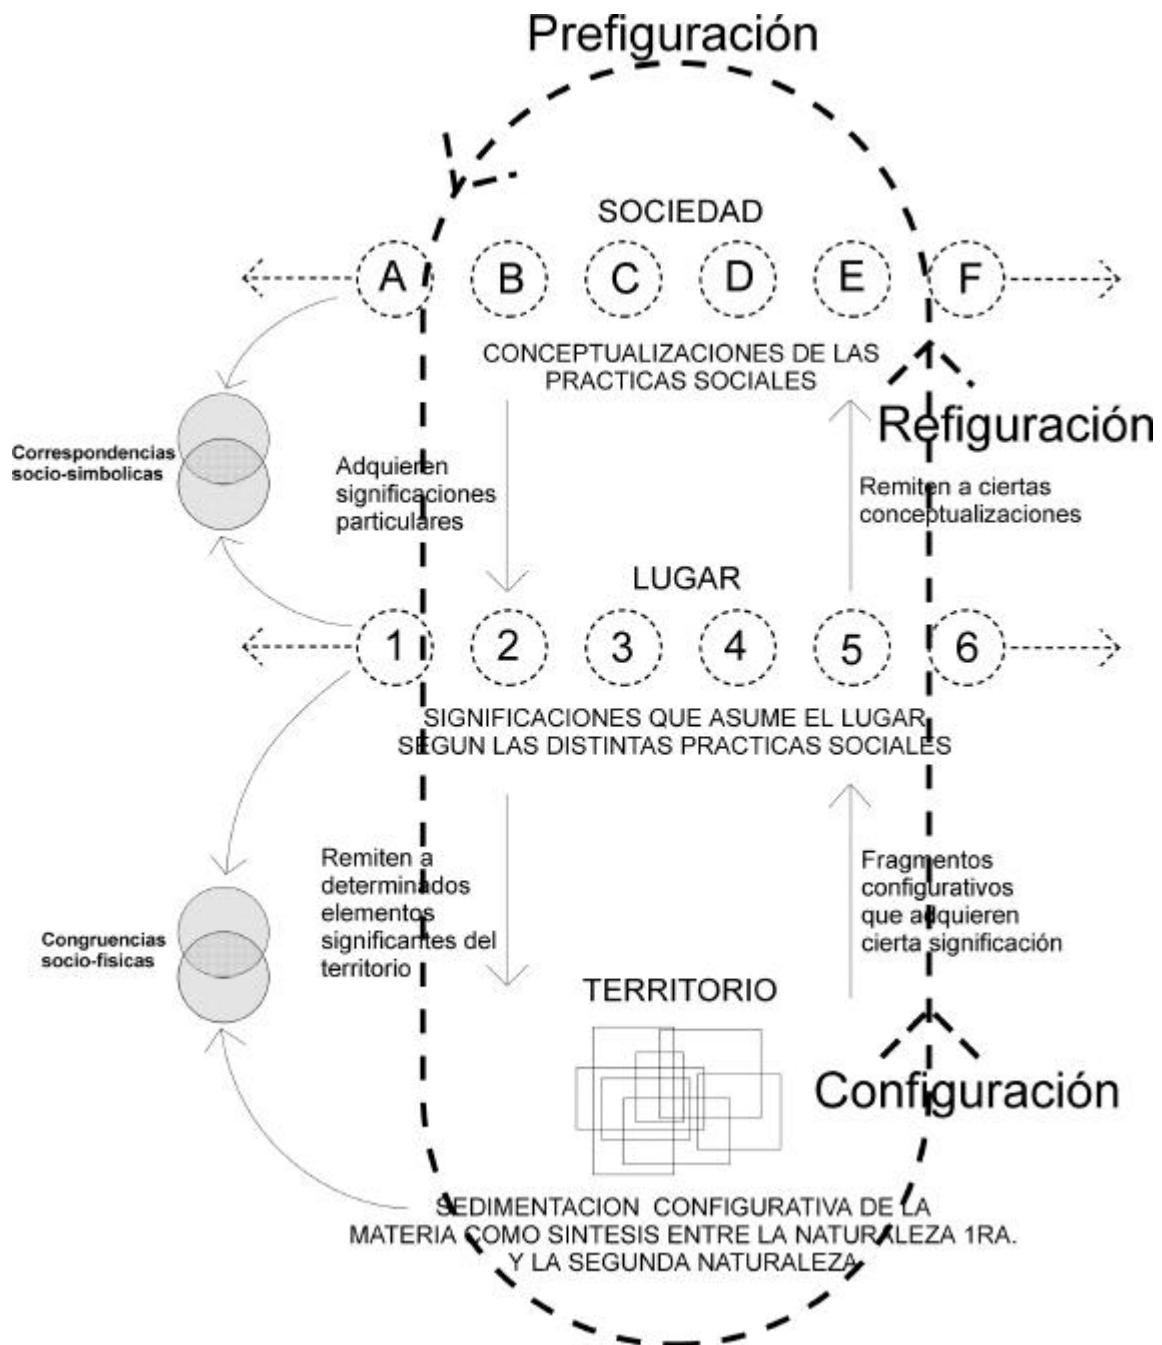 Prefiguración
SOCIEDAD
A B C D E F
CONCEPTUALIZACIONES DE LAS
PRACTICAS SOCIALES
Refiguración
Correspondencias
socio-simbolicas
Adquieren
significaciones
particulares
Remiten a ciertas
conceptualizaciones
LUGAR
1 2 3 4 5 6
SIGNIFICACIONES QUE ASUME EL LUGAR
SEGUN LAS DISTINTAS PRACTICAS SOCIALES
Remiten a
determinados
elementos
significantes del
territorio
Fragmentos
configurativos
que adquieren
cierta significación
Congruencias
socio-fisicas
TERRITORIO
Configuración
SEDIMENTACION CONFIGURATIVA DE LA
MATERIA COMO SINTESIS ENTRE LA NATURALEZA 1RA.
Y LA SEGUNDA NATURALEZA